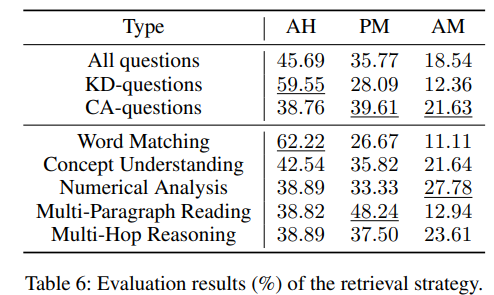 Type AH PM AM
All questions 45.69 35.77 18.54
KD-questions 59.55 28.09 12.36
CA-questions 38.76 39.61 21.63
Word Matching 62.22 26.67 11.11
Concept Understanding 42.54 35.82 21.64
Numerical Analysis 38.89 33.33 27.78
Multi-Paragraph Reading 38.82 48.24 12.94
Multi-Hop Reasoning 38.89 37.50 23.61
Table 6: Evaluation results (%) of the retrieval strategy.